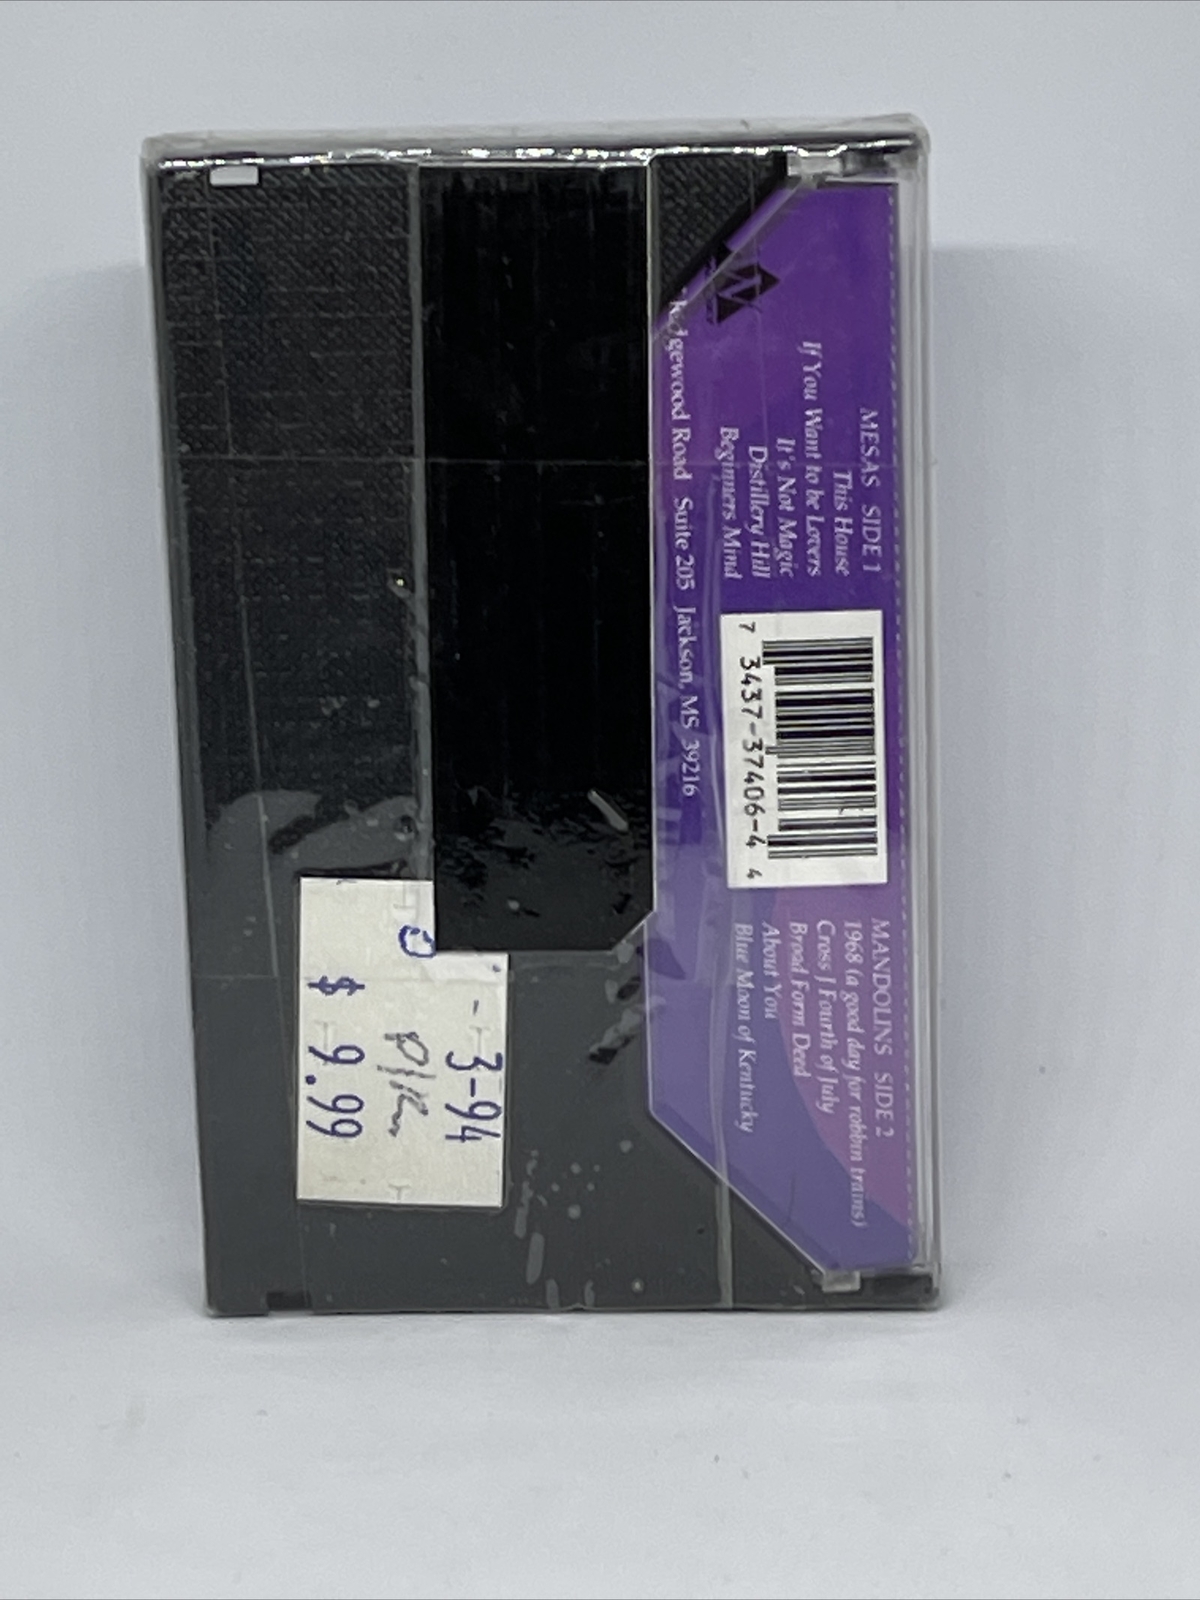 MESAS SIDE 1
This House
If You Want to be Lovers
It's Not Magic
Distillery Hill
Beginners Mind
Road Suite 205 Jackson, MS 39216
7 3437-37406-4 4
MANDOLINS SIDE 2
1968 (a good day for robbin trains)
Cross J Fourth of July
Broad Form Deed
About You
Blue Moon of Kentucky
-3-94
$ 9.99